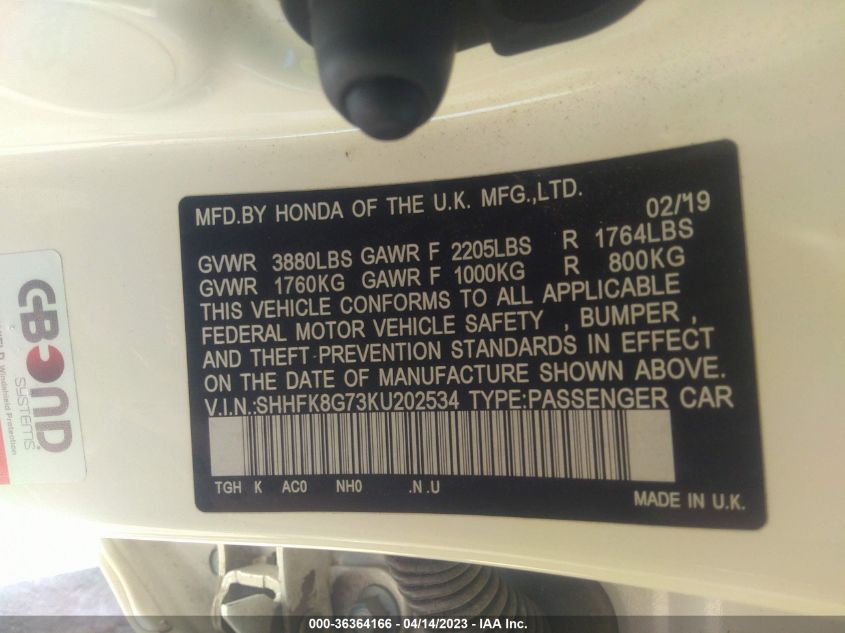 MFD.BY HONDA OF THE U.K. MFG.,LTD. 02/19
GVWR 3880LBS GAWR F 2205LBS R 1764LBS
GVWR 1760KG GAWR F 1000KG R 800KG
THIS VEHICLE CONFORMS TO ALL APPLICABLE
FEDERAL MOTOR VEHICLE SAFETY , BUMPER ,
AND THEFT PREVENTION STANDARDS IN EFFECT
ON THE DATE OF MANUFACTURE SHOWN ABOVE.
V.I.N.:SHHFK8G73KU202534 TYPE:PASSENGER CAR
TGH K AC0 NH0 .N .U
MADE IN U.K.
G-BOND
SYSTEMS
Windshield Protection
000-36364166 - 04/14/2023 - IAA Inc.